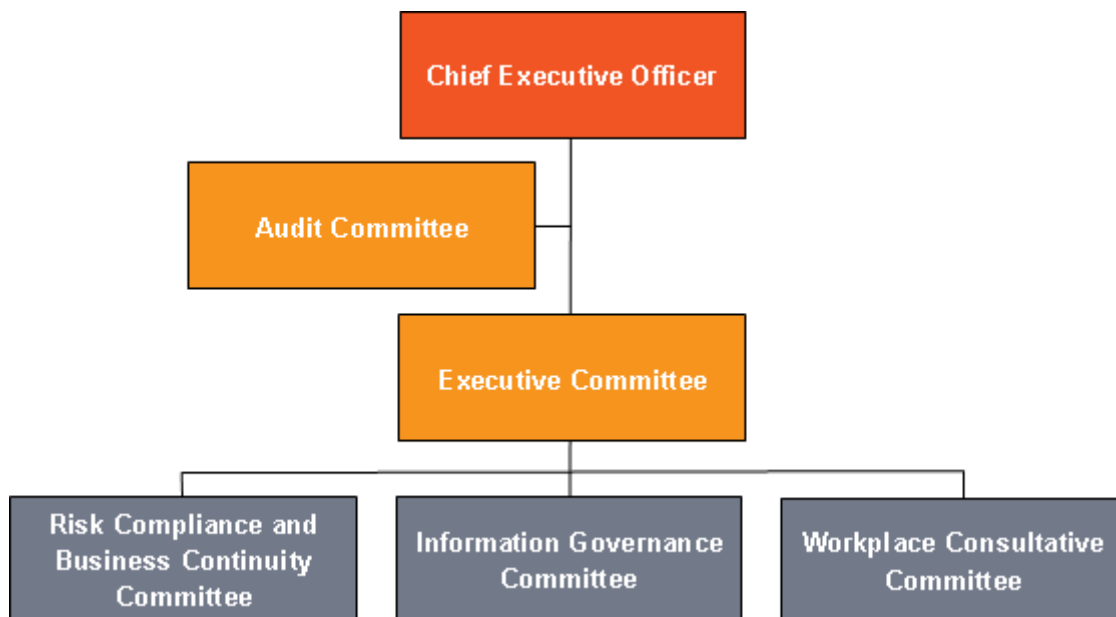 Chief Executive Officer
Audit Committee
Executive Committee
Risk Compliance and
Business Continuity
Committee
Information Governance
Committee
Workplace Consultative
Committee